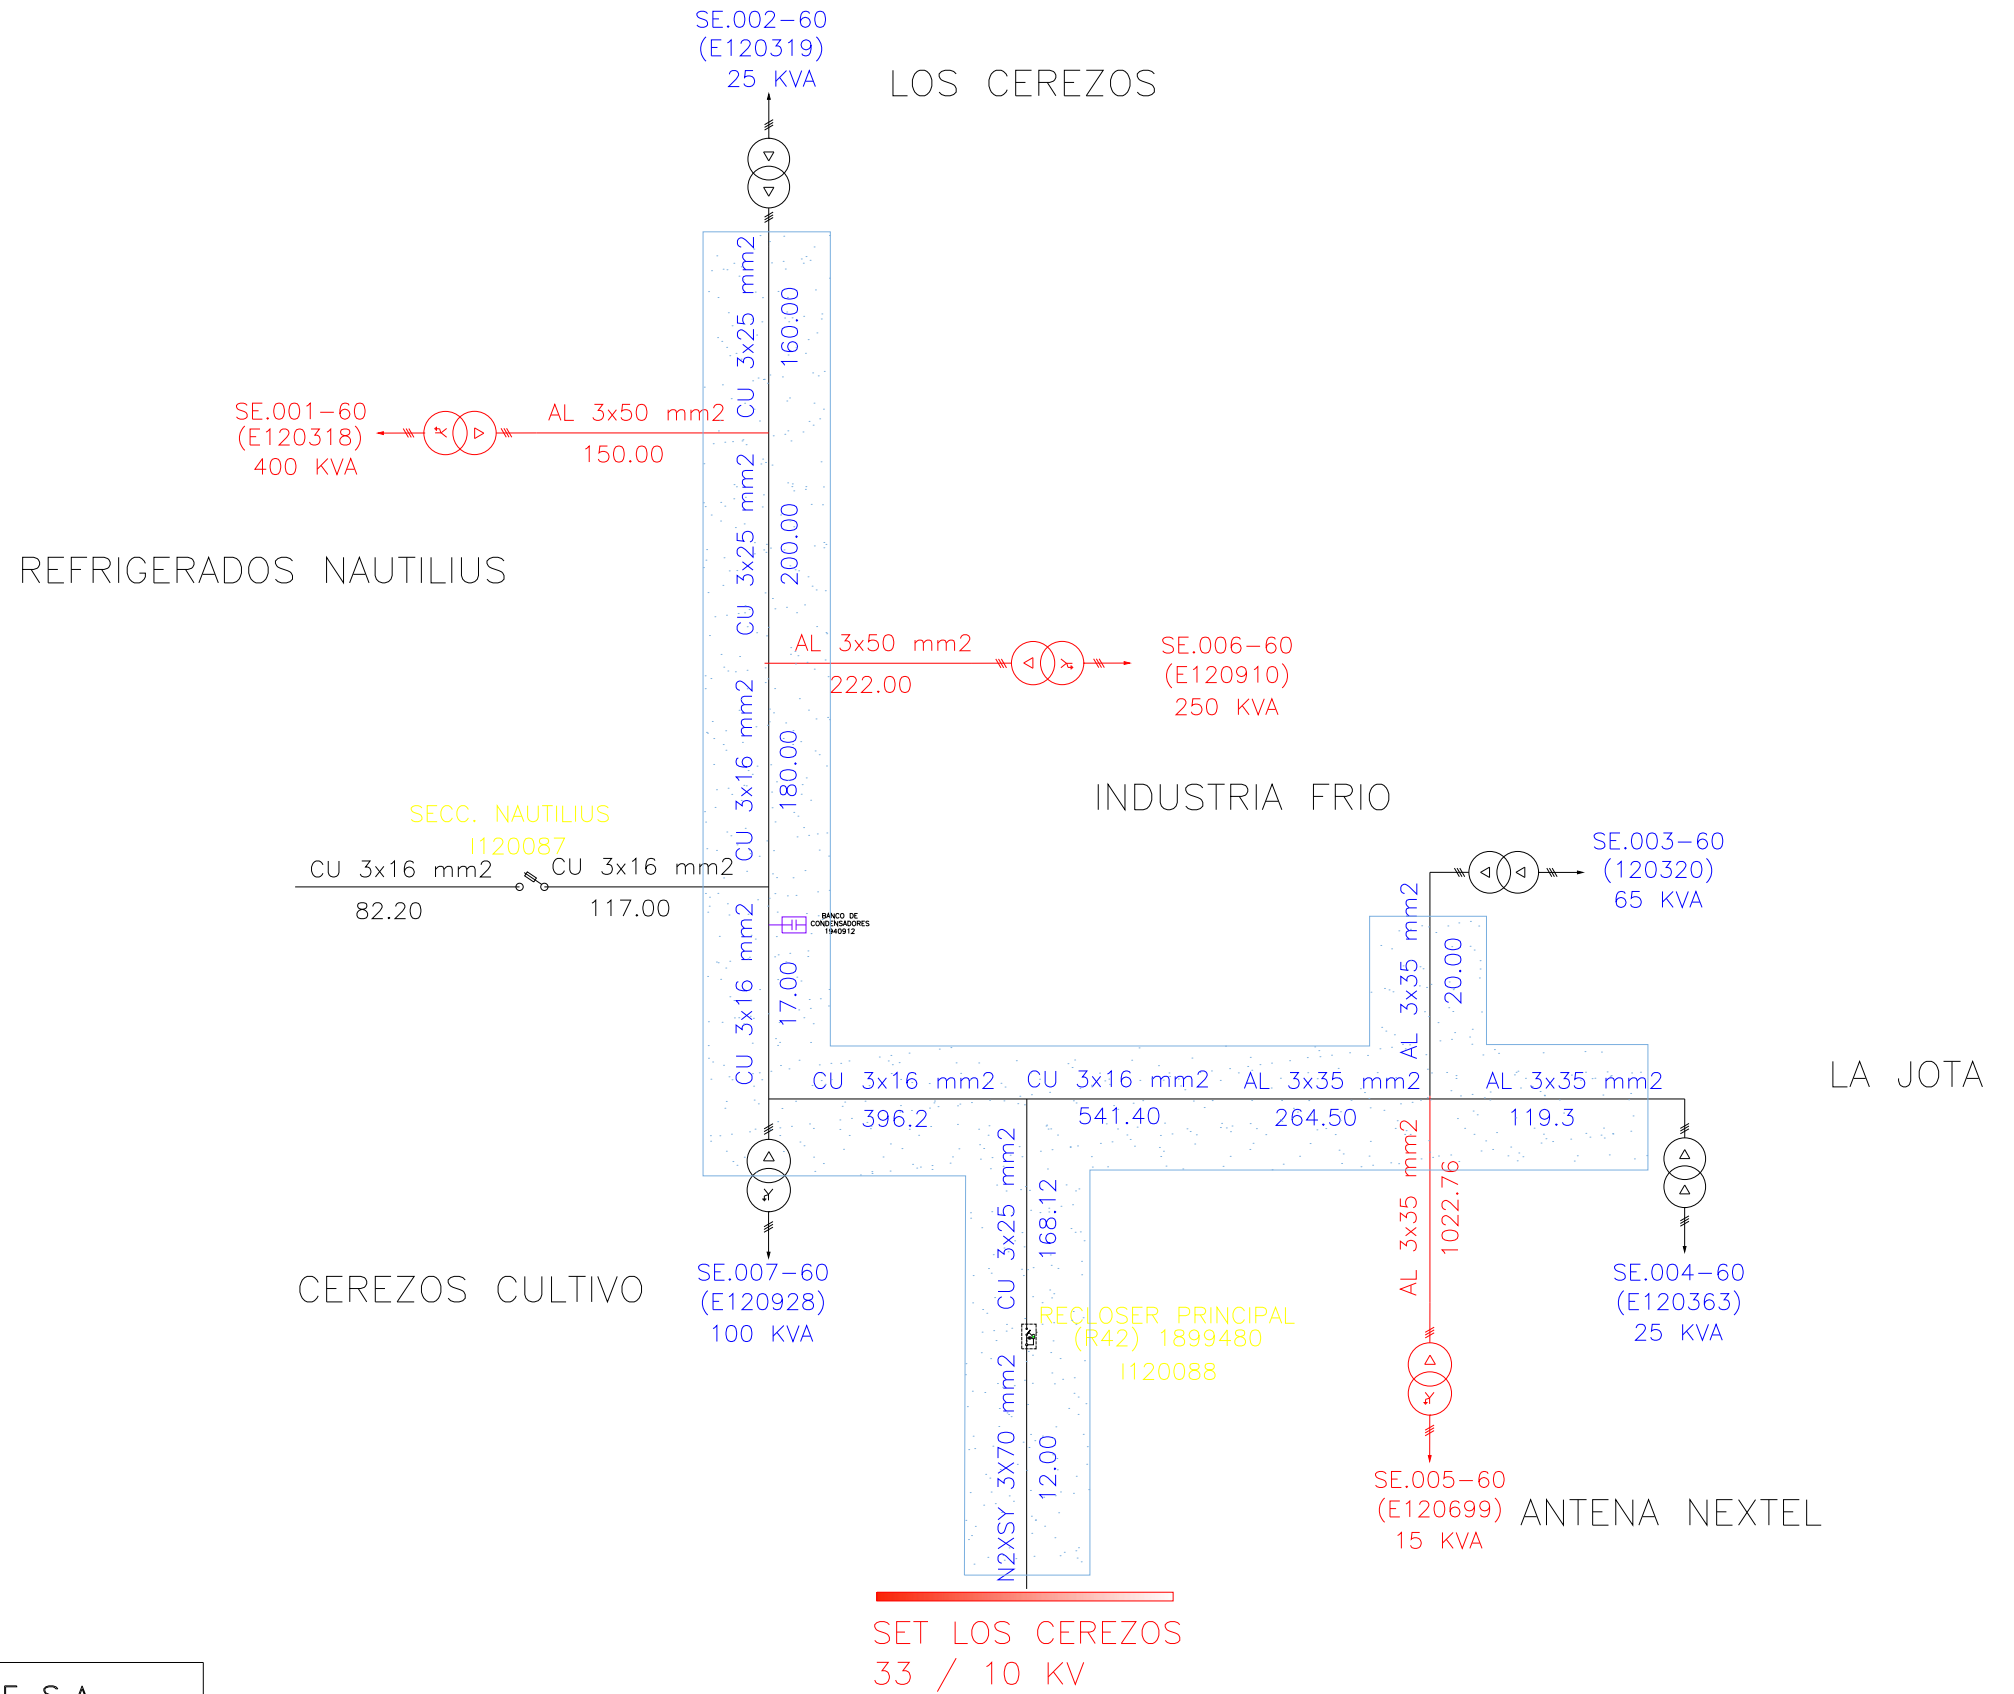 SE.002-60
(E120319)
25 KVA
LOS CEREZOS
CU 3x25 mm2
160.00
SE.001-60
(E120318)
400 KVA
AL 3x50 mm2
150.00
CU 3x25 mm2
200.00
REFRIGERADOS NAUTILIUS
AL 3x50 mm2
222.00
SE.006-60
(E120910)
250 KVA
CU 3x16 mm2
180.00
INDUSTRIA FRIO
SECC. NAUTILIUS
I120087
CU 3x16 mm2
82.20
CU 3x16 mm2
117.00
SE.003-60
(120320)
65 KVA
BANCO DE
CONDENSADORES
1940912
CU 3x16 mm2
17.00
AL 3x35 mm2
20.00
LA JOTA
CU 3x16 mm2
396.2
CU 3x16 mm2
541.40
AL 3x35 mm2
264.50
AL 3x35 mm2
119.3
CU 3x25 mm2
168.12
AL 3x35 mm2
1022.76
CEREZOS CULTIVO
SE.007-60
(E120928)
100 KVA
SE.004-60
(E120363)
25 KVA
RECLOSER PRINCIPAL
(R42) 1899480
I120088
N2XSY 3X70 mm2
12.00
SE.005-60
(E120699)
15 KVA
ANTENA NEXTEL
SET LOS CEREZOS
33 / 10 KV